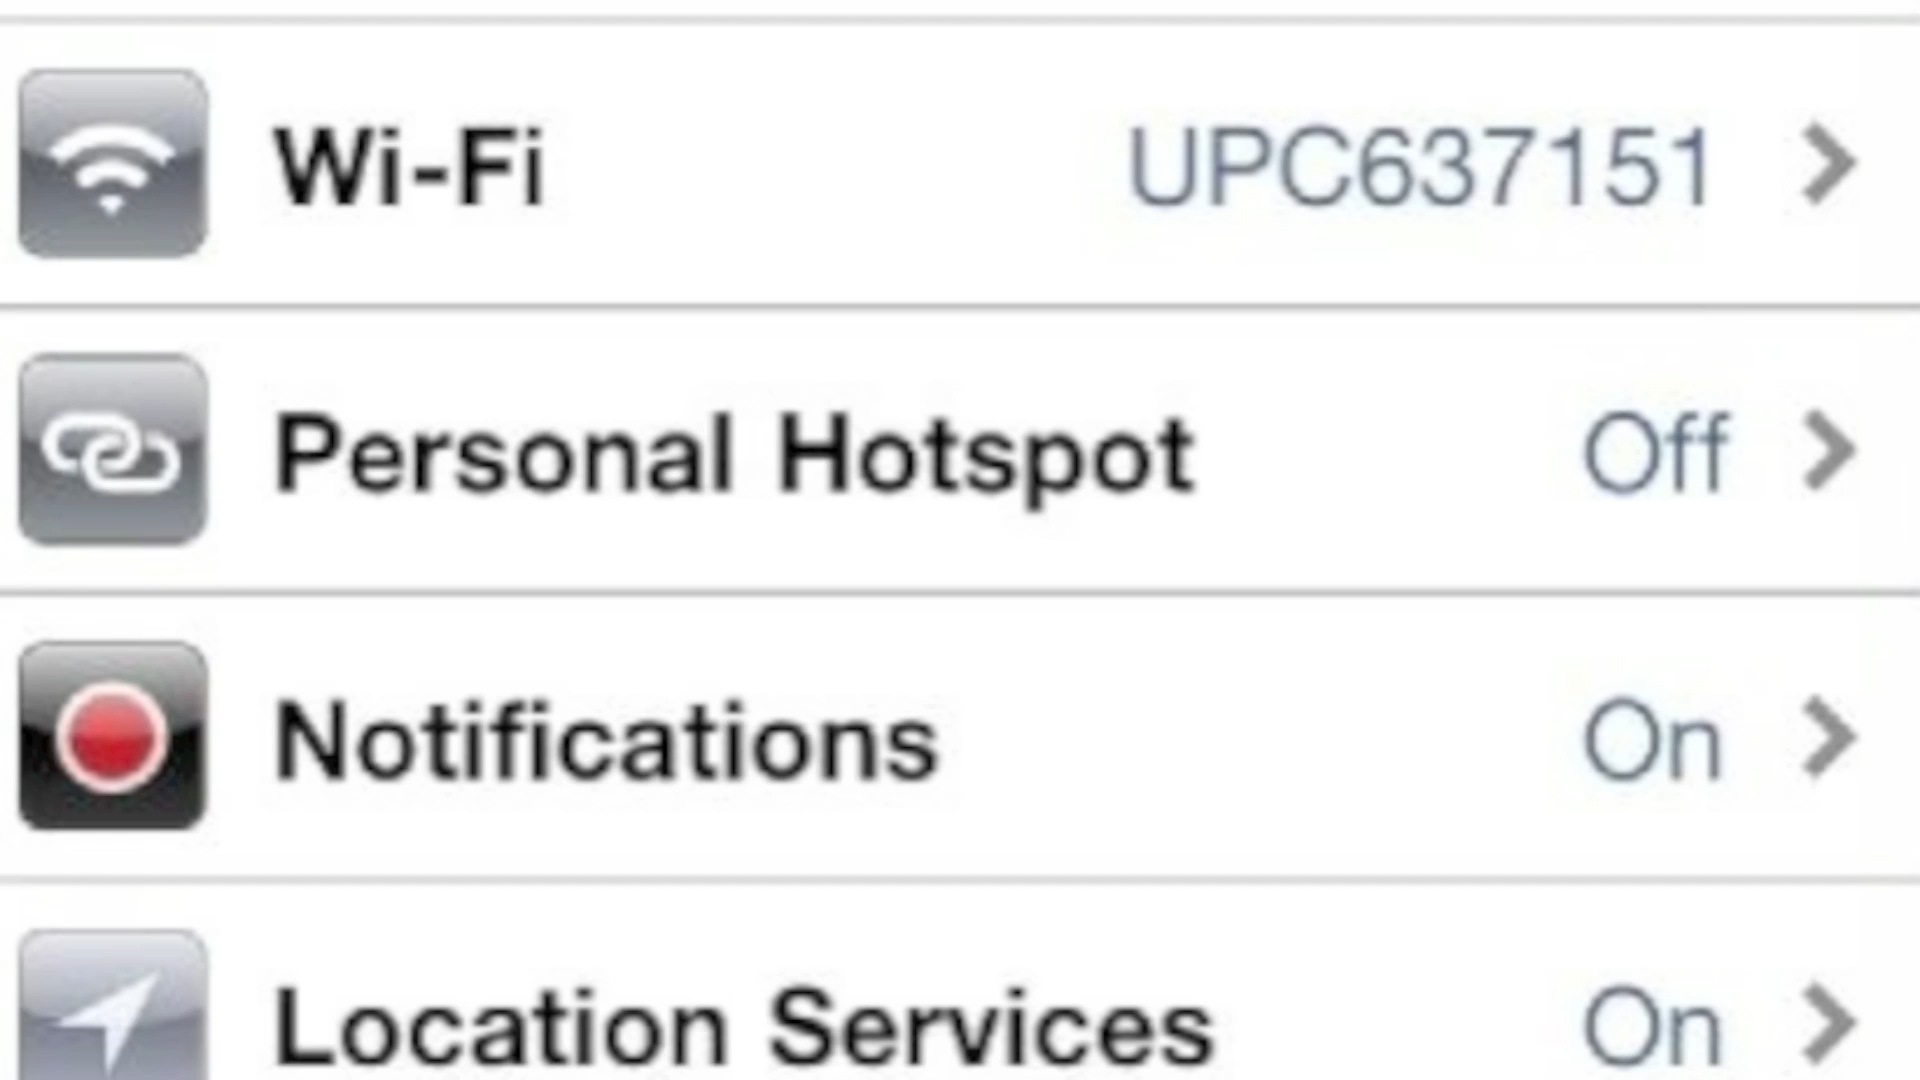 Wi-Fi UPC637151
Personal Hotspot Off
Notifications On
Location Services On